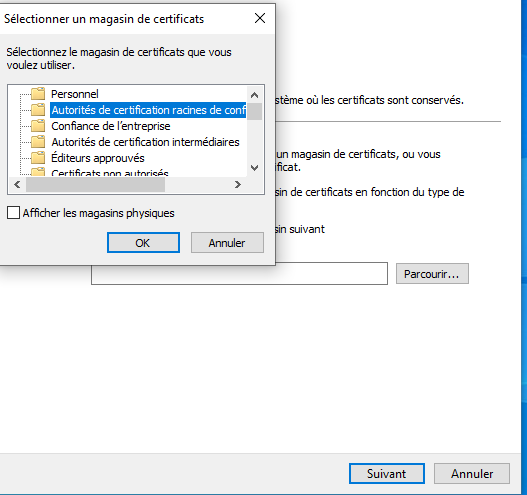 Sélectionner un magasin de certificats
Sélectionnez le magasin de certificats que vous
voulez utiliser.
Personnel
Autorités de certification racines de conf
Confiance de l'entreprise
Autorités de certification intermédiaires
Éditeurs approuvés
Certificats non autorisés
Afficher les magasins physiques
OK
Annuler
stème où les certificats sont conservés.
un magasin de certificats, ou vous
ificat.
sin de certificats en fonction du type de
sin suivant
Parcourir...
Suivant
Annuler